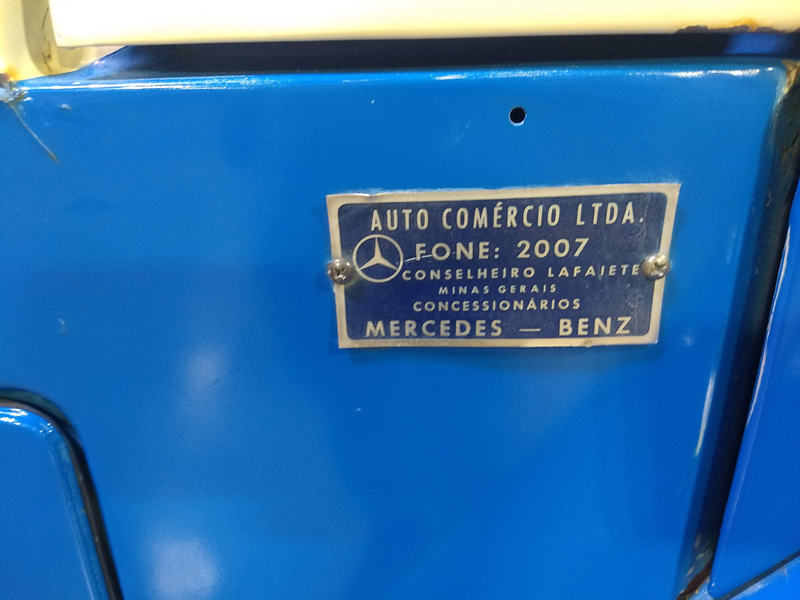 AUTO COMÉRCIO LTDA.
FONE: 2007
CONSELHEIRO LAFAIETE
MINAS GERAIS
CONCESSIONÁRIOS
MERCEDES — BENZ